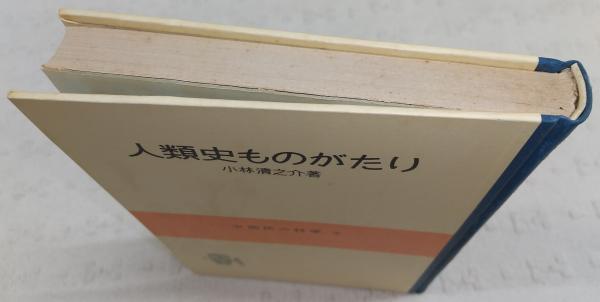 人類史ものがたり
小林清之介著